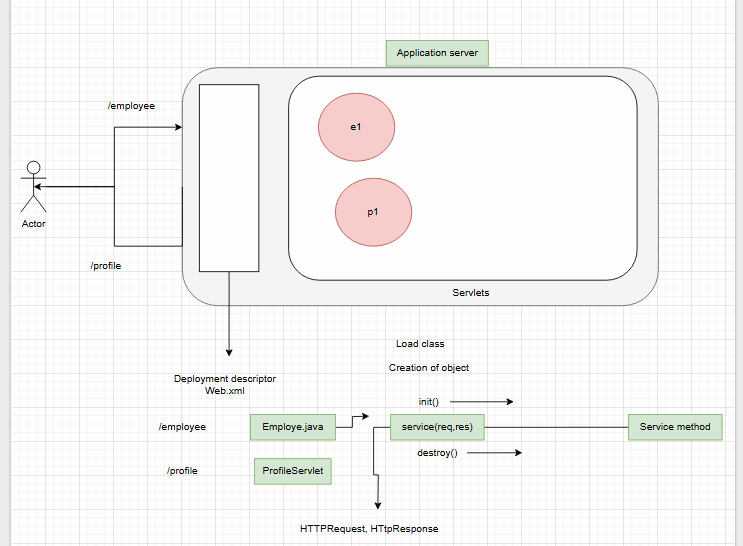 Application server
/employee
e1
p1
Actor
/profile
Servlets
Load class
Creation of object
Deployment descriptor
Web.xml
init()
/employee
Employe.java
service(req,res)
Service method
destroy()
/profile
ProfileServlet
HTTPRequest, HTtpResponse